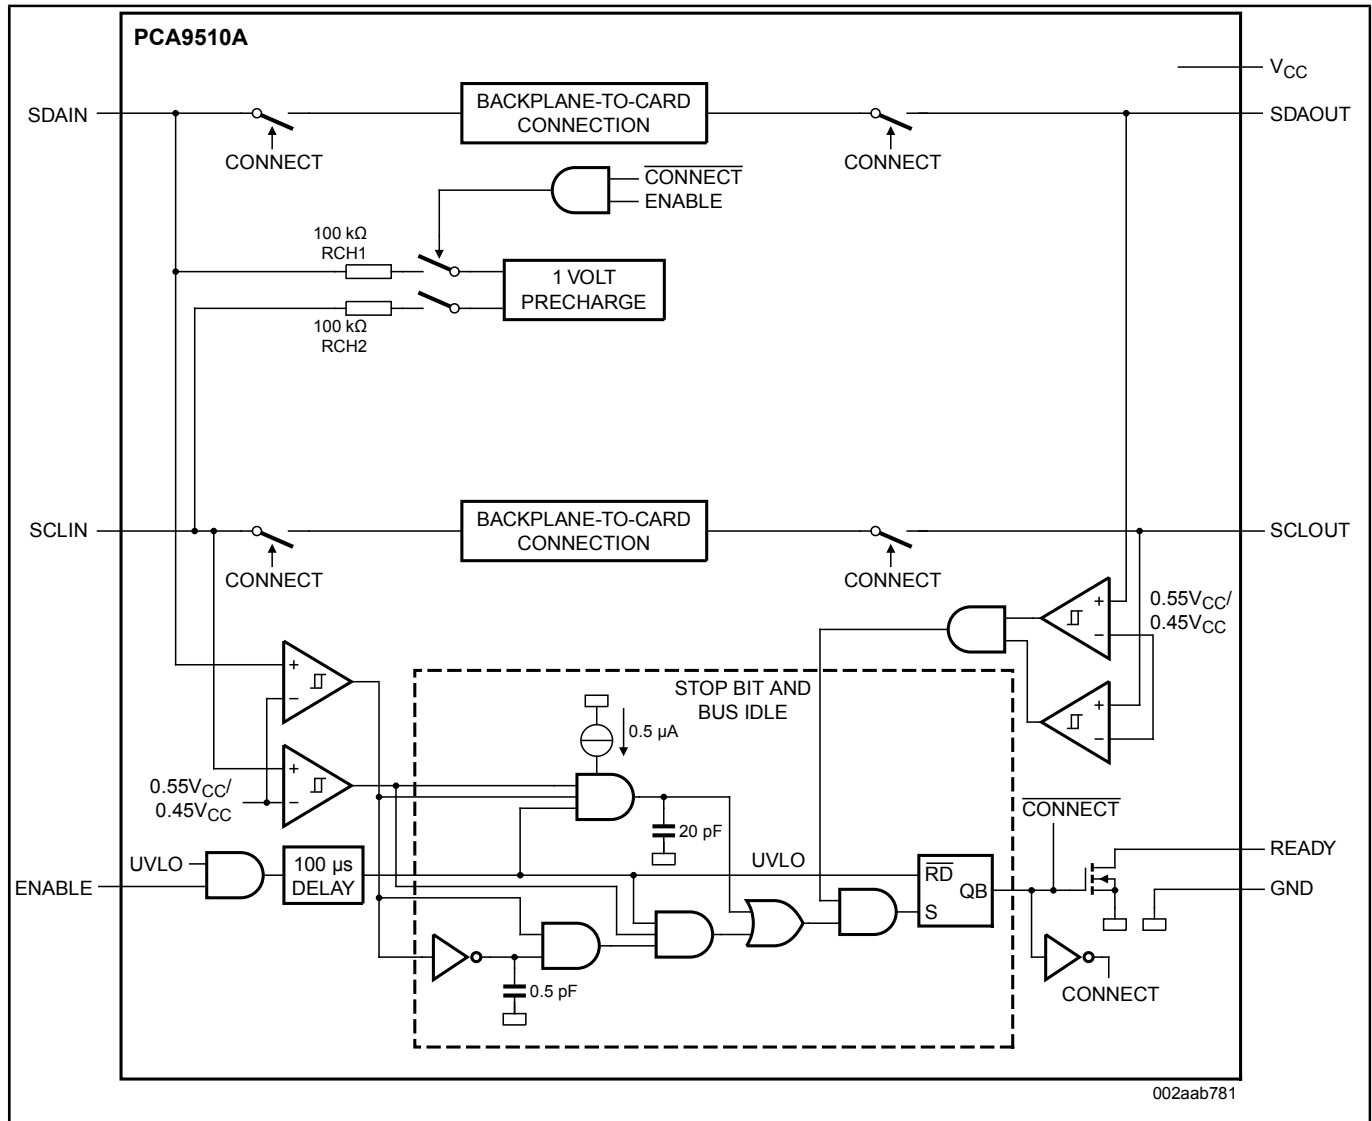 PCA9510A
VCC
SDAIN
BACKPLANE-TO-CARD
CONNECTION
SDAOUT
CONNECT
CONNECT
CONNECT
ENABLE
100 kΩ
RCH1
1 VOLT
PRECHARGE
100 kΩ
RCH2
SCLIN
BACKPLANE-TO-CARD
CONNECTION
SCLOUT
CONNECT
CONNECT
0.55VCC/
0.45VCC
STOP BIT AND
BUS IDLE
0.5 µA
0.55VCC/
0.45VCC
20 pF
CONNECT
UVLO
100 µs
DELAY
UVLO
RD
QB
S
READY
ENABLE
GND
0.5 pF
CONNECT
002aab781